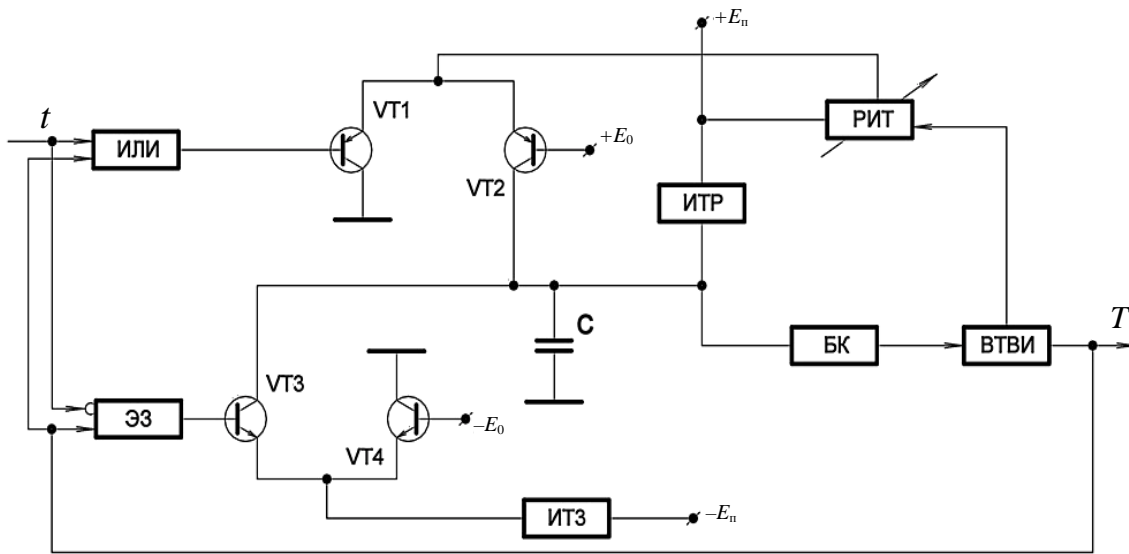 +Eп
t
VT1
РИТ
ИЛИ
+E0
VT2
ИТР
C
T
БК
ВТВИ
VT3
ЭЗ
VT4
–E0
ИТЗ
–Eп